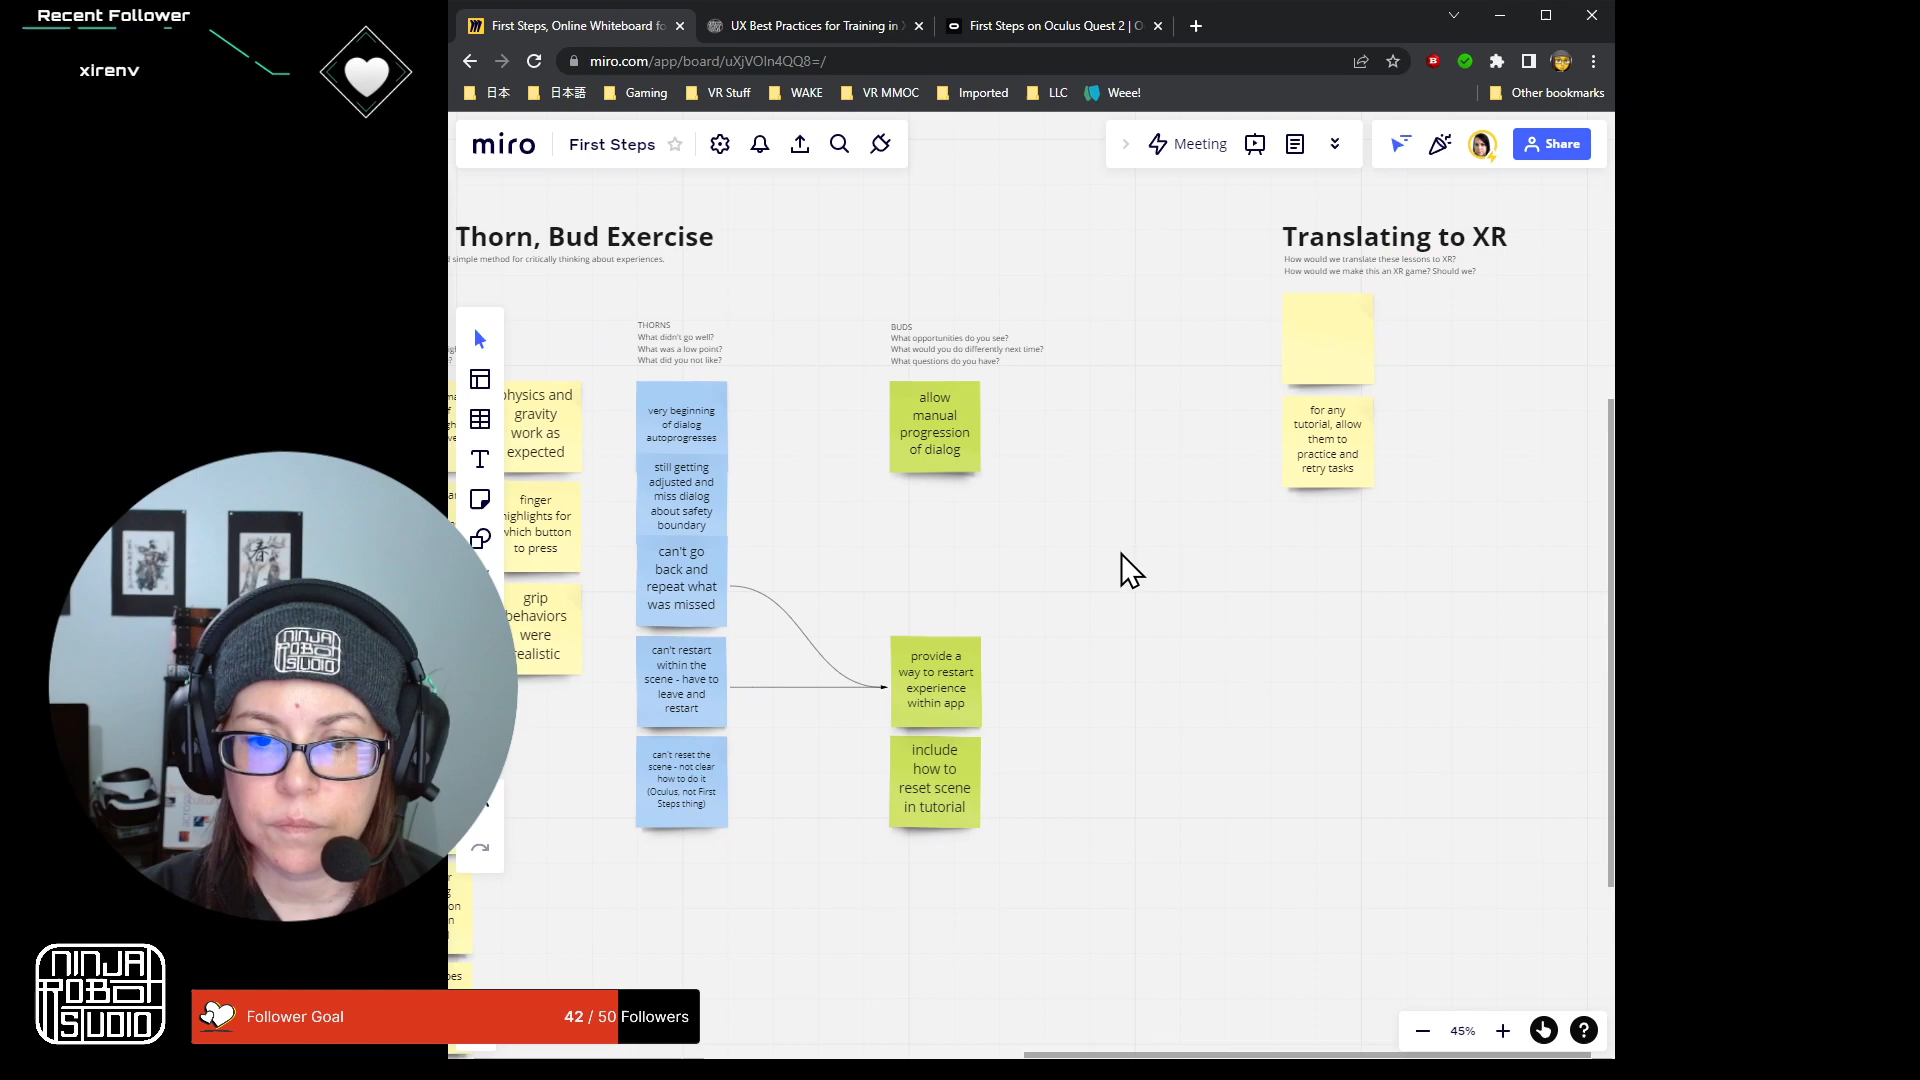 Recent Follower
xirenv
First Steps, Online Whiteboard fo
UX Best Practices for Training in
First Steps on Oculus Quest 2 | O
miro.com/app/board/uXjVOln4QQ8=/
日本
日本語
Gaming
VR Stuff
WAKE
VR MMOC
Imported
LLC
Weee!
Other bookmarks
miro
First Steps
Meeting
Share
Thorn, Bud Exercise
simple method for critically thinking about experiences.
Translating to XR
How would we translate these lessons to XR?
How would we make this an XR game? Should we?
THORNS
What didn't go well?
What was a low point?
What did you not like?
BUDS
What opportunities do you see?
What would you do differently next time?
What questions do you have?
physics and
gravity
work as
expected
finger
highlights for
which button
to press
grip
behaviors
were
realistic
very beginning
of dialog
autoprogresses
still getting
adjusted and
miss dialog
about safety
boundary
can't go
back and
repeat what
was missed
can't restart
within the
scene - have to
leave and
restart
can't reset the
scene - not clear
how to do it
(Oculus, not First
Steps thing)
allow
manual
progression
of dialog
provide a
way to restart
experience
within app
include
how to
reset scene
in tutorial
for any
tutorial, allow
them to
practice and
retry tasks
NINJA
ROBOT
STUDIO
NINJA
ROBOT
STUDIO
Follower Goal
42 / 50 Followers
45%